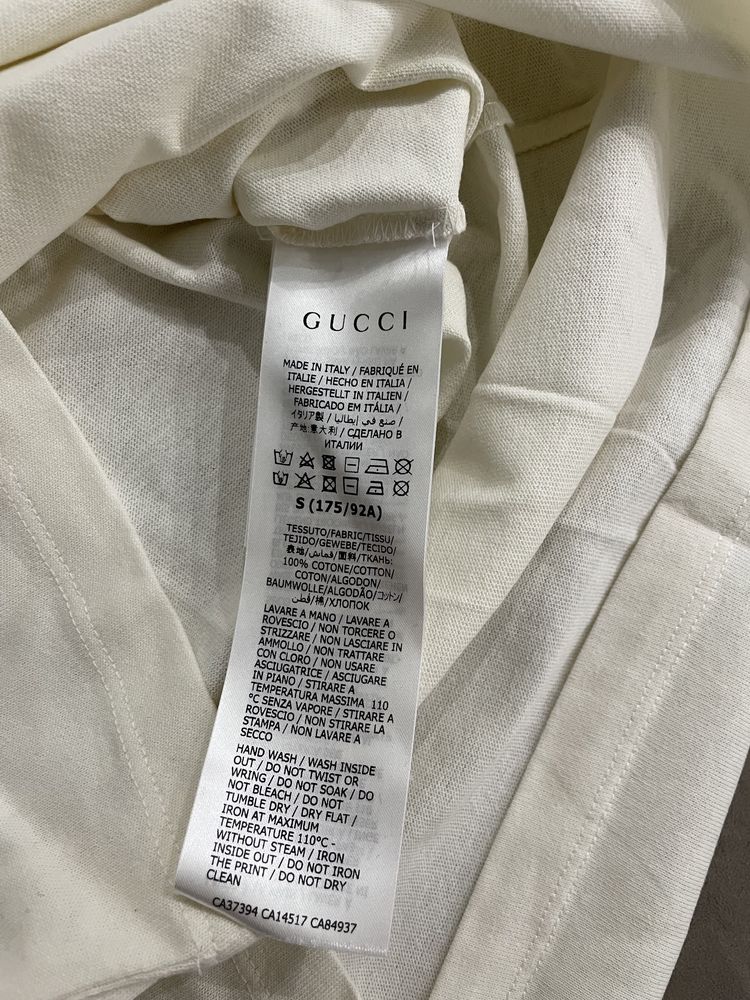 GUCCI
MADE IN ITALY / FABRIQUÉ EN
ITALIE / HECHO EN ITALIA /
HERGESTELLT IN ITALIEN /
FABRICADO EM ITÁLIA /
イタリア製 / صنع في إيطاليا /
产地:意大利 / СДЕЛАНО В
ИТАЛИИ
S (175/92A)
TESSUTO/FABRIC/TISSU/
TEJIDO/GEWEBE/TECIDO/
表地/قماش/面料/ТКАНЬ:
100% COTONE/COTTON/
COTON/ALGODON/
BAUMWOLLE/ALGODÃO/コットン/
قطن/棉/ХЛОПОК
LAVARE A MANO / LAVARE A
ROVESCIO / NON TORCERE O
STRIZZARE / NON LASCIARE IN
AMMOLLO / NON TRATTARE
CON CLORO / NON USARE
ASCIUGATRICE / ASCIUGARE
IN PIANO / STIRARE A
TEMPERATURA MASSIMA 110
°C SENZA VAPORE / STIRARE A
ROVESCIO / NON STIRARE LA
STAMPA / NON LAVARE A
SECCO
HAND WASH / WASH INSIDE
OUT / DO NOT TWIST OR
WRING / DO NOT SOAK / DO
NOT BLEACH / DO NOT
TUMBLE DRY / DRY FLAT /
IRON AT MAXIMUM
TEMPERATURE 110°C -
WITHOUT STEAM / IRON
INSIDE OUT / DO NOT IRON
THE PRINT / DO NOT DRY
CLEAN
CA37394 CA14517 CA84937